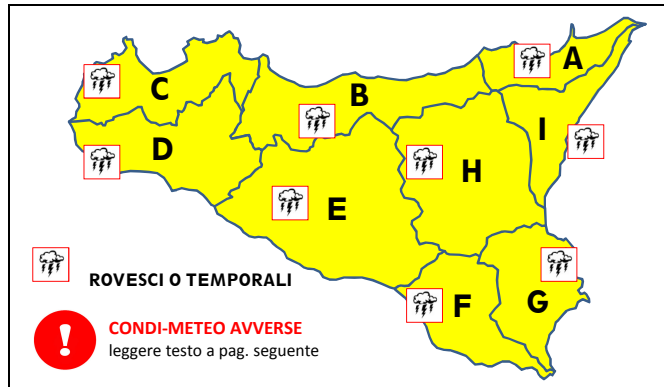 A
B
C
I
D
H
E
F
G
ROVESCI O TEMPORALI
!
CONDI-METEO AVVERSE
leggere testo a pag. seguente